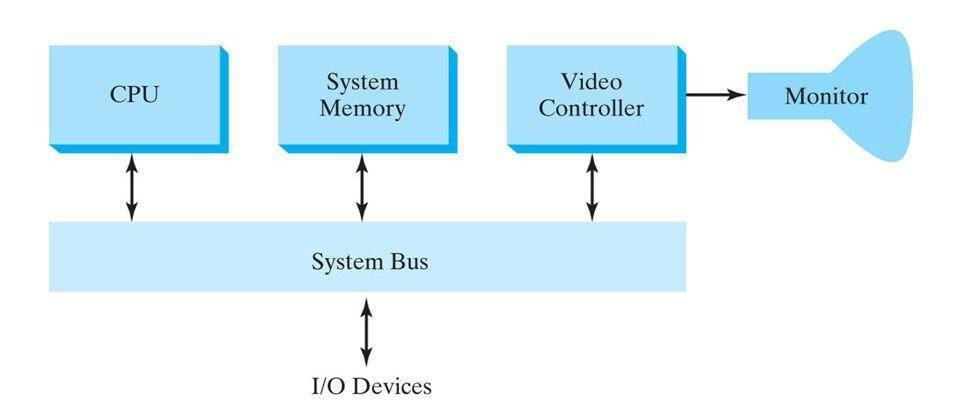 CPU
System
Memory
Video
Controller
Monitor
System Bus
I/O Devices